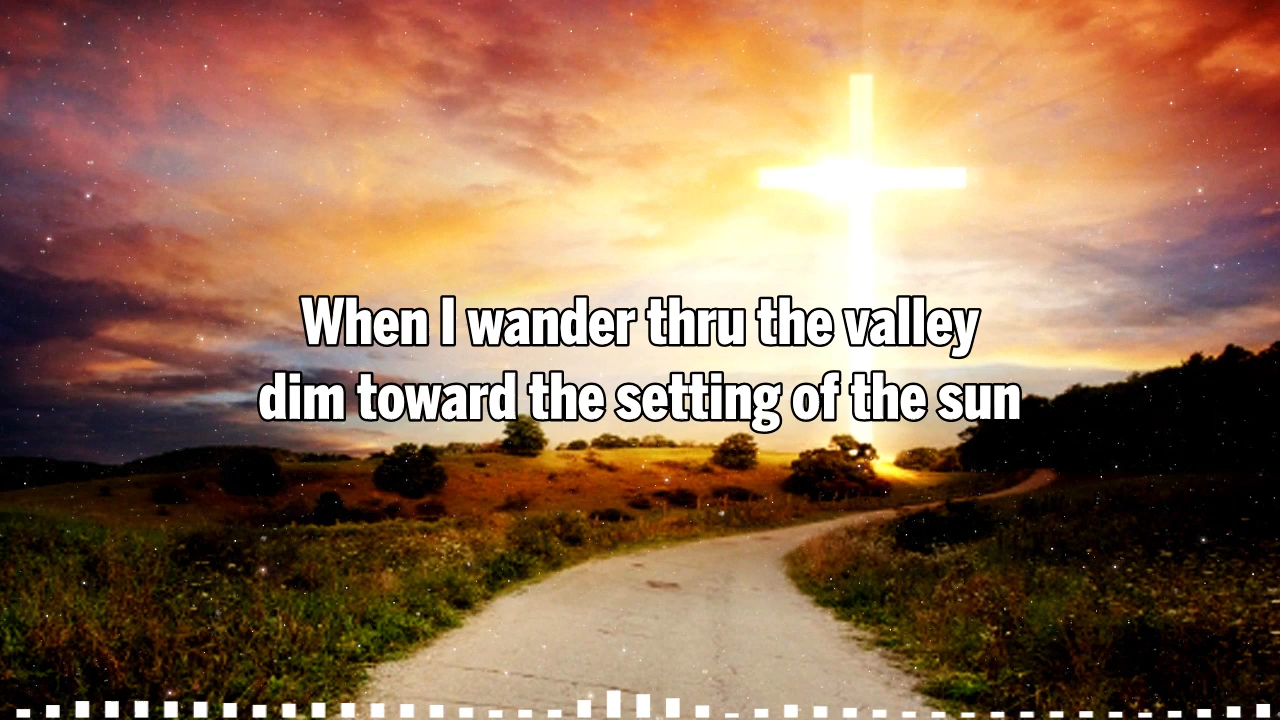 When I wander thru the valley
dim toward the setting of the sun